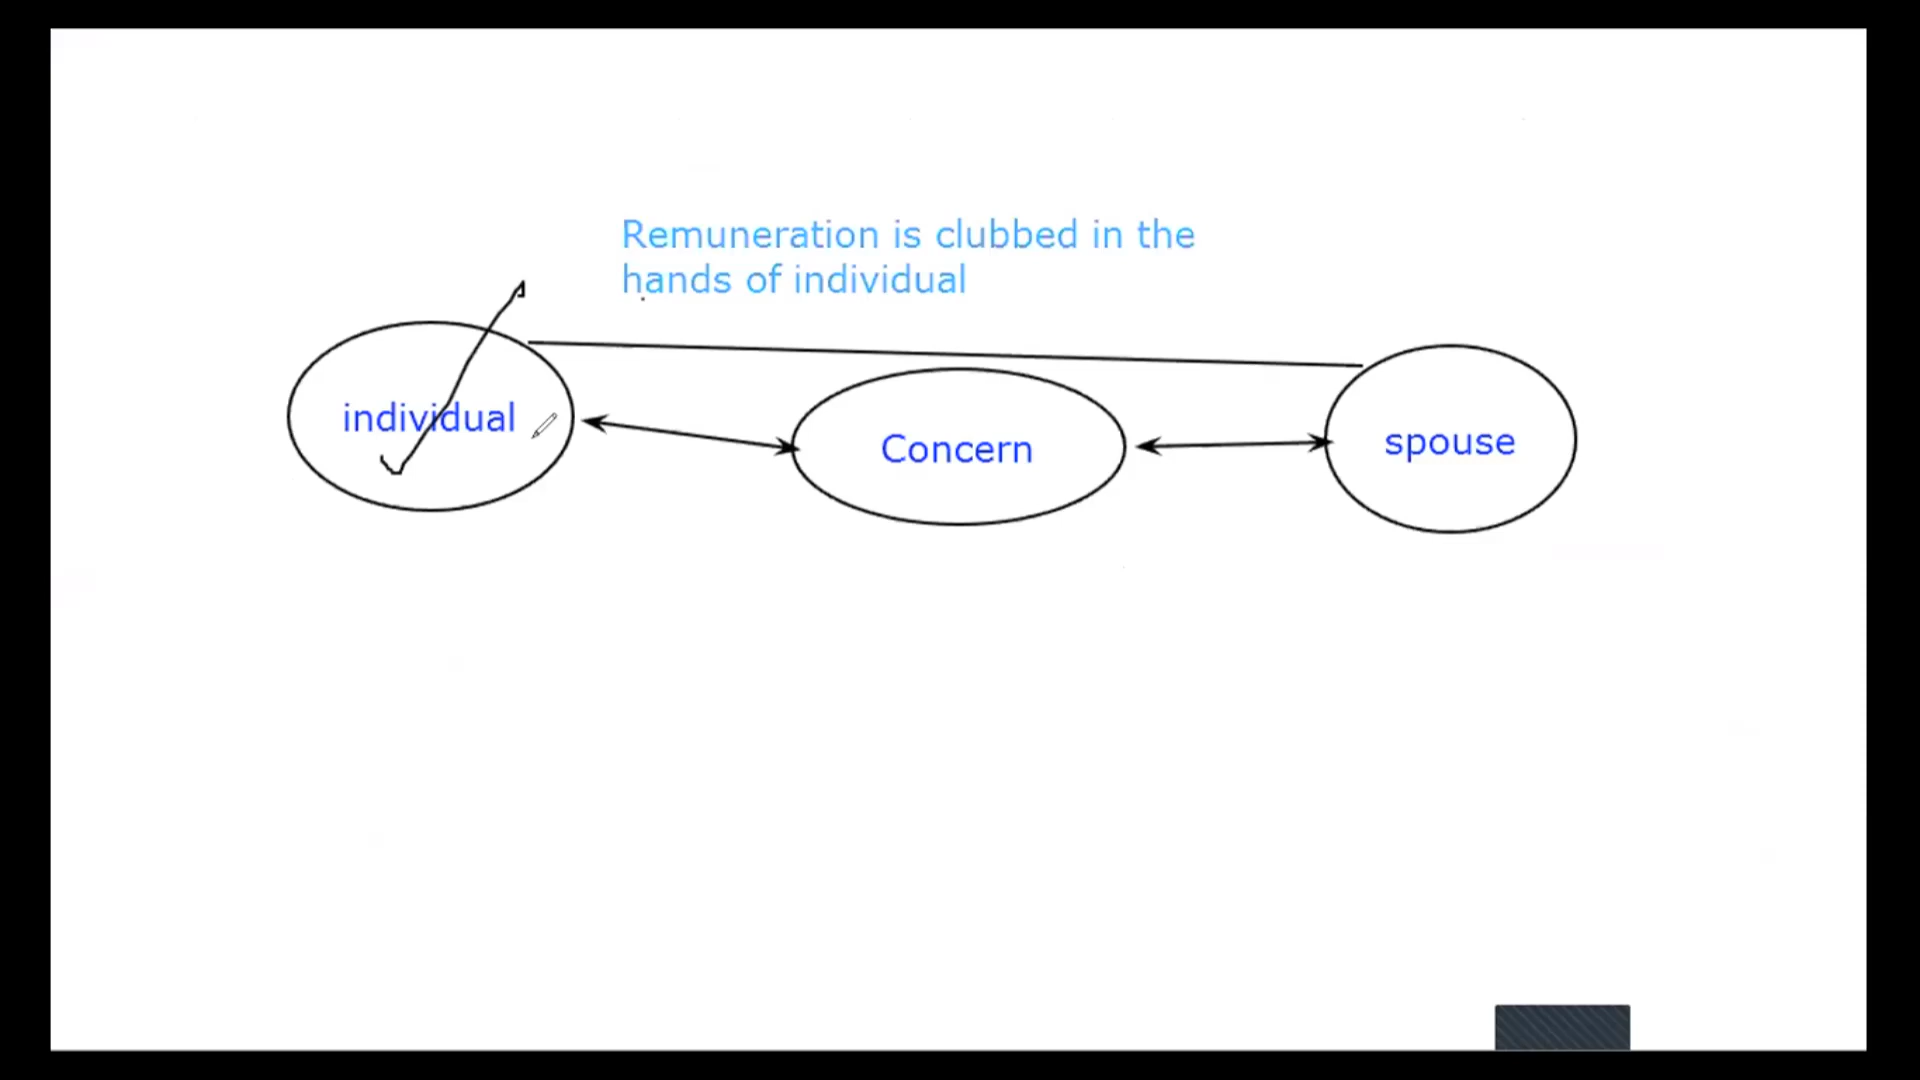 Remuneration is clubbed in the
hands of individual
individual
Concern
spouse